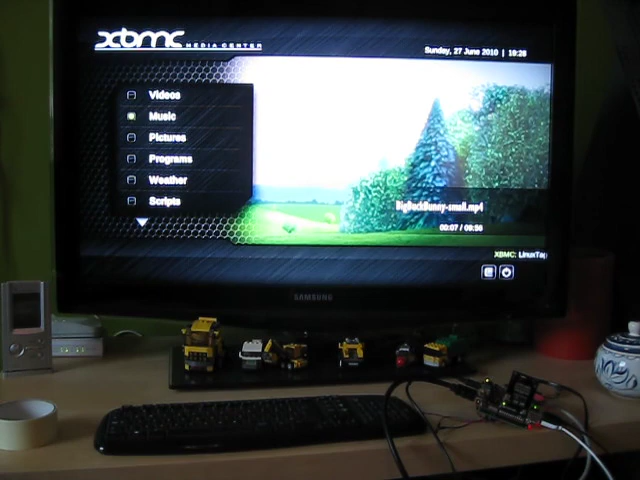 xbmc MEDIA CENTER
Sunday, 27 June 2010 | 19:28
Videos
Music
Pictures
Programs
Weather
Scripts
BigBuckBunny-small.mp4
00:07 / 09:56
XBMC: LinuxTag
SAMSUNG